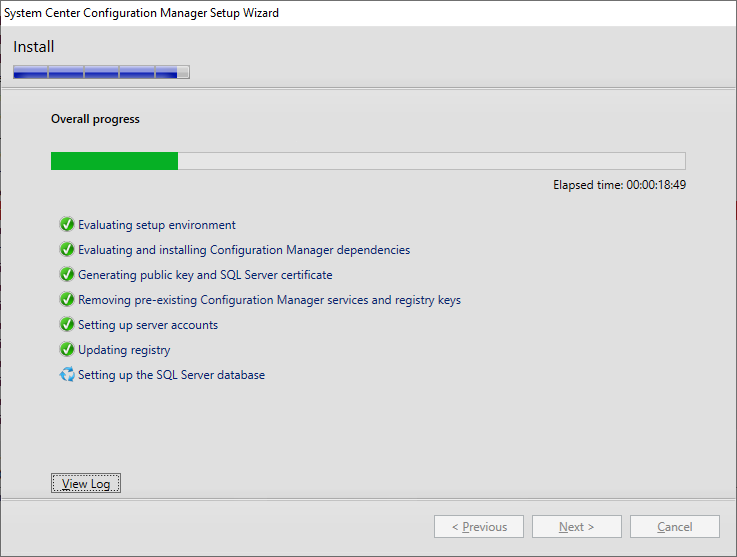 System Center Configuration Manager Setup Wizard
Install
Overall progress
Elapsed time: 00:00:18:49
Evaluating setup environment
Evaluating and installing Configuration Manager dependencies
Generating public key and SQL Server certificate
Removing pre-existing Configuration Manager services and registry keys
Setting up server accounts
Updating registry
Setting up the SQL Server database
View Log
< Previous Next > Cancel